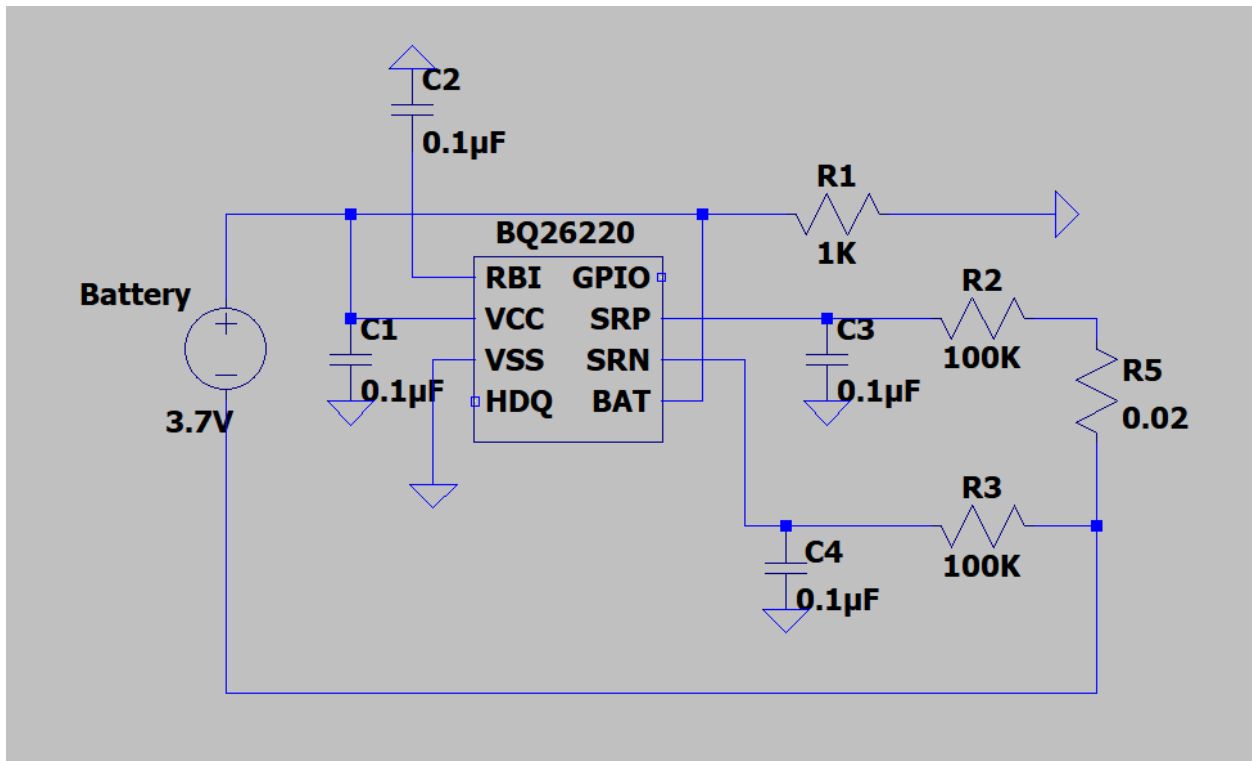 C2
0.1µF
R1
1K
BQ26220
Battery
3.7V
RBI
GPIO
VCC
SRP
VSS
SRN
HDQ
BAT
C1
0.1µF
C3
0.1µF
R2
100K
R5
0.02
R3
100K
C4
0.1µF